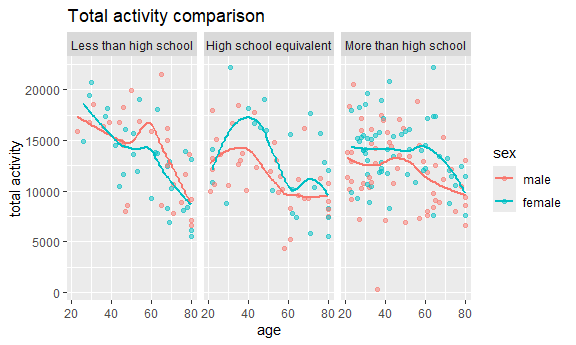 Total activity comparison
Less than high school High school equivalent More than high school
total activity
20000
15000
10000
5000
0
20 40 60 80 20 40 60 80 20 40 60 80
age
sex
male
female